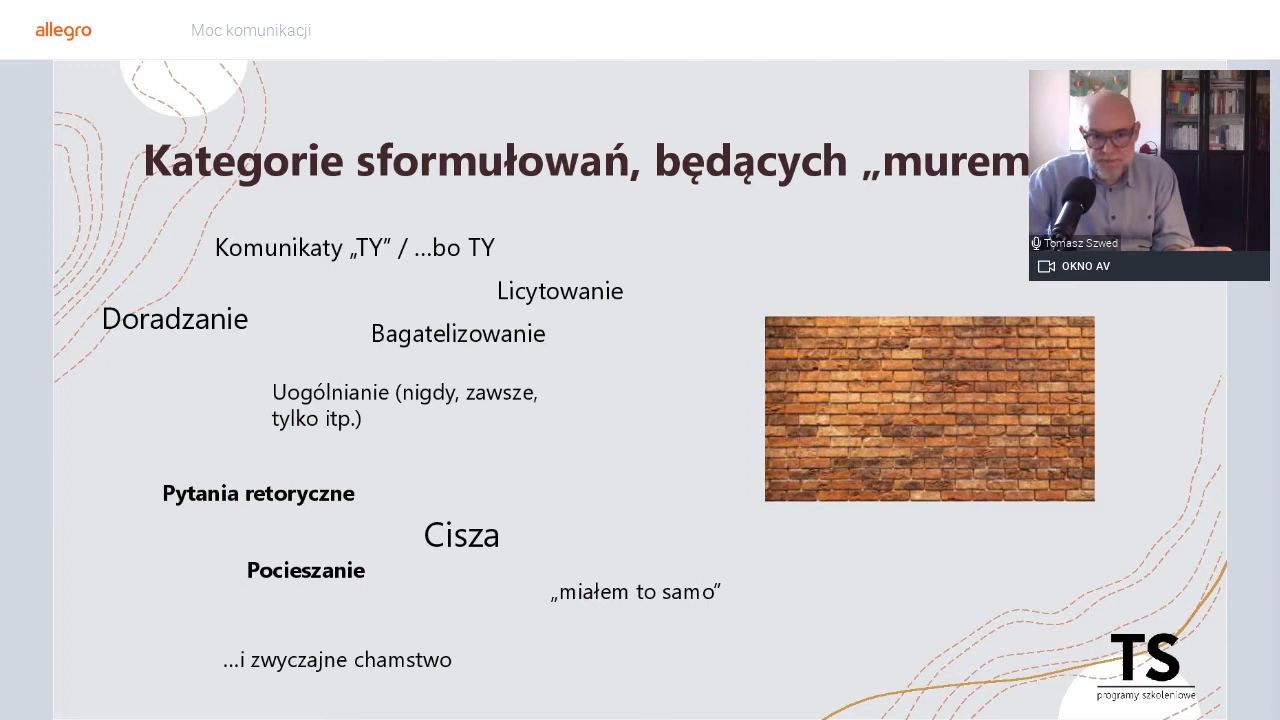 allegro
Moc komunikacji
Kategorie sformułowań, będących „murem
Komunikaty „TY” / …bo TY
Licytowanie
Doradzanie
Bagatelizowanie
Uogólnianie (nigdy, zawsze,
tylko itp.)
Pytania retoryczne
Cisza
Pocieszanie
„miałem to samo”
…i zwyczajne chamstwo
Tomasz Szwed
OKNO AV
TS
programy szkoleniowe